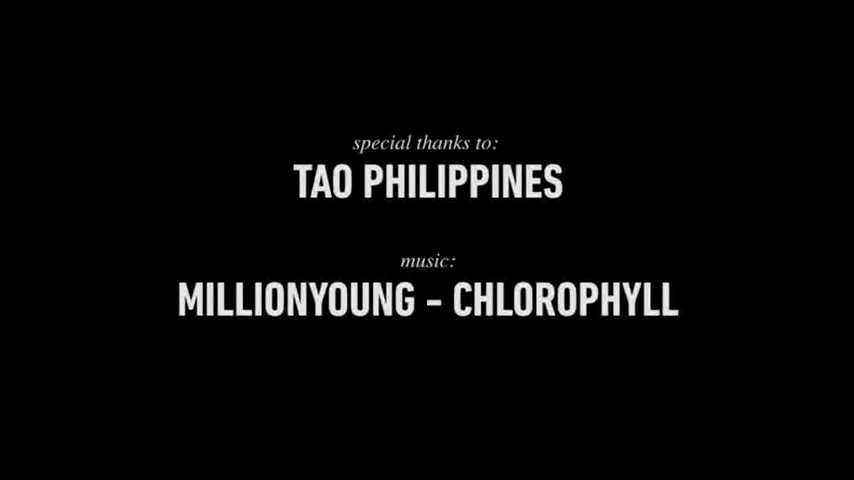 special thanks to:
TAO PHILIPPINES
music:
MILLIONYOUNG - CHLOROPHYLL